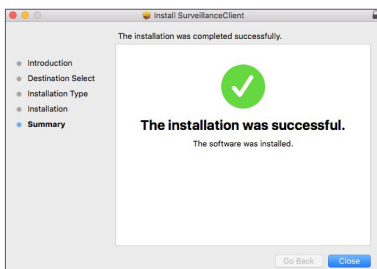 Install SurveillanceClient
The installation was completed successfully.
Introduction
Destination Select
Installation Type
Installation
Summary
The installation was successful.
The software was installed.
Go Back
Close